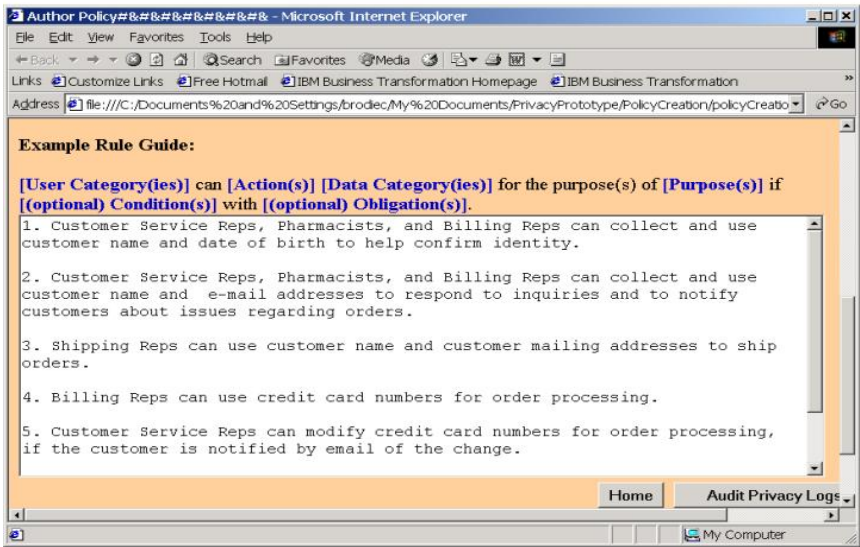 Author Policy#&#&#&#&#&#&#&#& - Microsoft Internet Explorer
File Edit View Favorites Tools Help
Back Search Favorites Media
Links Customize Links Free Hotmail IBM Business Transformation Homepage IBM Business Transformation »
Address file:///C:/Documents%20and%20Settings/brodiec/My%20Documents/PrivacyPrototype/PolicyCreation/policyCreatio Go
Example Rule Guide:
[User Category(ies)] can [Action(s)] [Data Category(ies)] for the purpose(s) of [Purpose(s)] if
[(optional) Condition(s)] with [(optional) Obligation(s)].
1. Customer Service Reps, Pharmacists, and Billing Reps can collect and use
customer name and date of birth to help confirm identity.
2. Customer Service Reps, Pharmacists, and Billing Reps can collect and use
customer name and  e-mail addresses to respond to inquiries and to notify
customers about issues regarding orders.
3. Shipping Reps can use customer name and customer mailing addresses to ship
orders.
4. Billing Reps can use credit card numbers for order processing.
5. Customer Service Reps can modify credit card numbers for order processing,
if the customer is notified by email of the change.
Home Audit Privacy Logs
My Computer